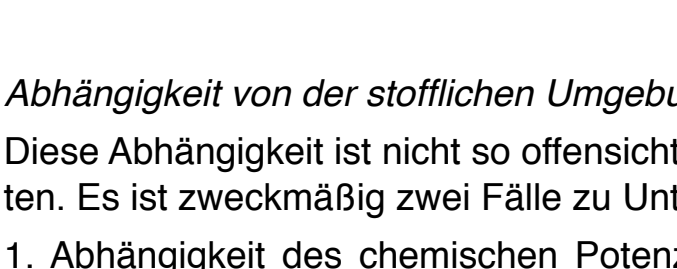 Abhängigkeit von der stofflichen Umgebu
Diese Abhängigkeit ist nicht so offensicht
ten. Es ist zweckmäßig zwei Fälle zu Unt
1. Abhängigkeit des chemischen Potenz